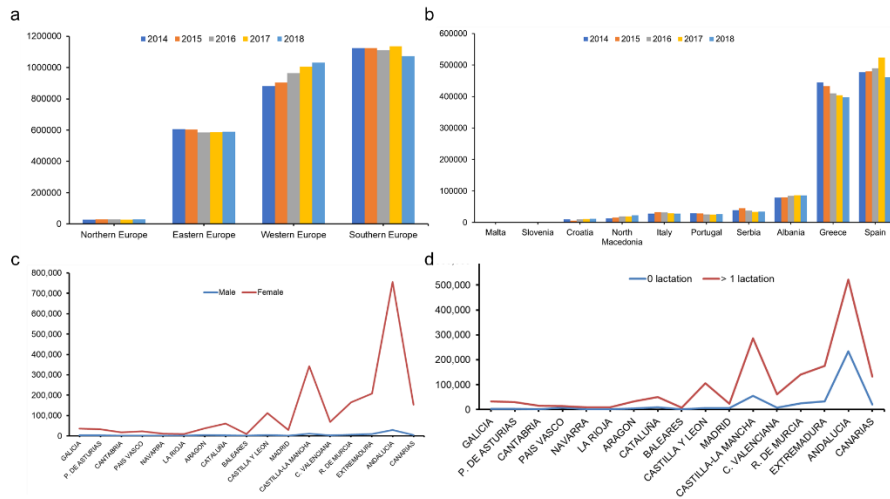 a
2014 2015 2016 2017 2018
1200000
1000000
800000
600000
400000
200000
0
Northern Europe Eastern Europe Western Europe Southern Europe
b
2014 2015 2016 2017 2018
600000
500000
400000
300000
200000
100000
0
Malta Slovenia Croatia North Macedonia Italy Portugal Serbia Albania Greece Spain
c
Male Female
800,000
700,000
600,000
500,000
400,000
300,000
200,000
100,000
0
GALICIA
P. DE ASTURIAS
CANTABRIA
PAIS VASCO
NAVARRA
LA RIOJA
ARAGON
CATALUÑA
BALEARES
CASTILLA Y LEON
MADRID
CASTILLA-LA MANCHA
C. VALENCIANA
R. DE MURCIA
EXTREMADURA
ANDALUCIA
CANARIAS
d
0 lactation > 1 lactation
500,000
400,000
300,000
200,000
100,000
0
GALICIA
P. DE ASTURIAS
CANTABRIA
PAIS VASCO
NAVARRA
LA RIOJA
ARAGON
CATALUÑA
BALEARES
CASTILLA Y LEON
MADRID
CASTILLA-LA MANCHA
C. VALENCIANA
R. DE MURCIA
EXTREMADURA
ANDALUCIA
CANARIAS